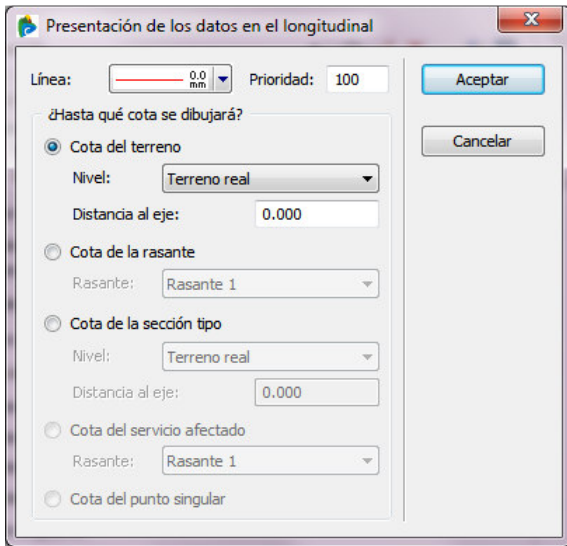 Presentación de los datos en el longitudinal
Línea: 0.0 mm Prioridad: 100 Aceptar
¿Hasta qué cota se dibujará?
Cancelar
Cota del terreno
Nivel: Terreno real
Distancia al eje: 0.000
Cota de la rasante
Rasante: Rasante 1
Cota de la sección tipo
Nivel: Terreno real
Distancia al eje: 0.000
Cota del servicio afectado
Rasante: Rasante 1
Cota del punto singular